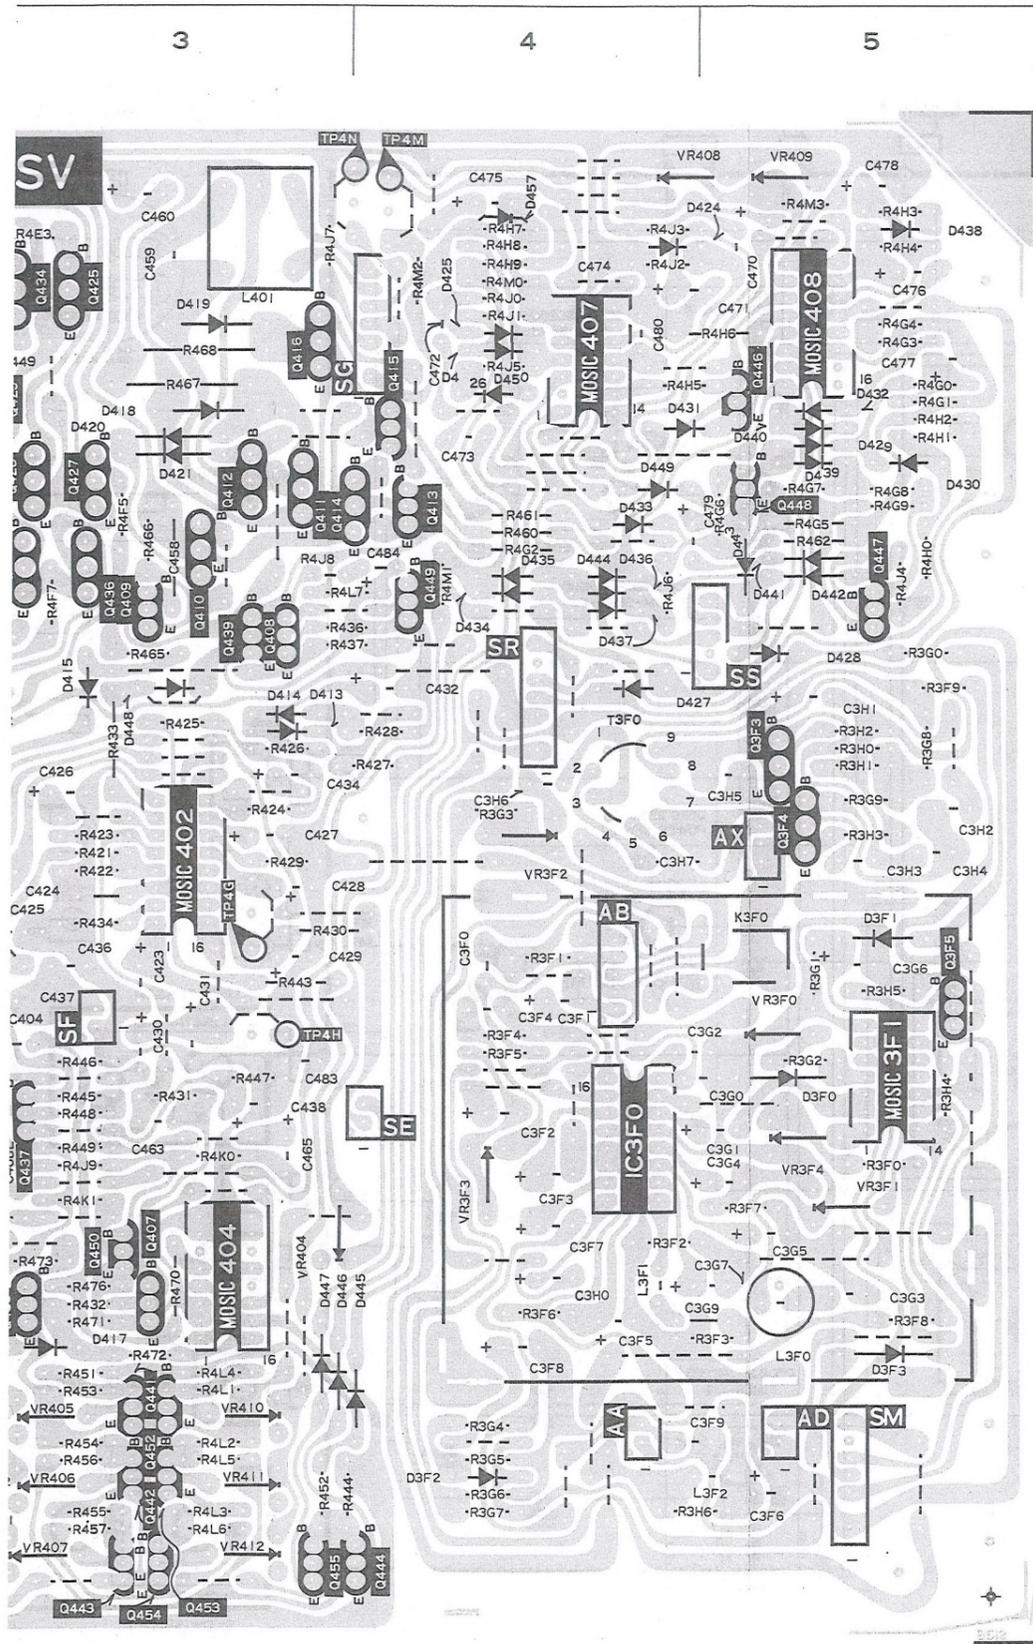 3 4 5
TP4N TP4M
SV
C475 D457 VR408 VR409 C478
C460 R4M3
R4E3 R4J7 R4H7 D424 R4H3
R4H8 R4J3 R4H4 D438
C459 R4H9 R4J2
Q434 Q425 R4M2 D425 R4M0 C474 C470 C476
L401 R4J0 C471
D419 R4J1 MOSIC 407 C480 R4H6 MOSIC 408 R4G4
R468 Q416 SG Q415 C472 D4 R4J5 Q446 R4G3
C477
R467 26 D450 R4H5 16 R4G0
D418 14 D431 D432 R4G1
D420 R4H2
D421 C473 D440 D429 R4H1
Q427 Q412 D449 D439 D430
Q411 Q414 Q413 C479 R4G6 R4G7 R4G8
R4F5 R461 D433 Q448 R4G9
R466 C458 R460 R4G5
R4J8 C484 R4G2 R462 Q447 R4H0
D435 D444 D436 D443
Q436 Q409 Q410 R4L7 Q449 R4M1 R4J6 D441 D442 R4J4
R4F7 Q439 Q408 R436 D434 D437
R465 R437 SR SS D428 R3G0
D415 D414 D413 C432 D427 R3F9
R433 D448 R425 R428 T3F0 C3H1
R426 1 9 Q3F3 R3H2
R427 2 8 R3H0 R3G8
C426 C434 C3H6 3 7 C3H5 R3H1
R424 R3G3 R3G9
R423 MOSIC 402 C427 4 5 6 AX Q3F4 R3H3 C3H2
R421 R429 C3H7 C3H3 C3H4
R422 VR3F2
C424 TP4G C428
C425 R434 R430 AB K3F0 D3F1
1 16
C436 C423 C431 C429 C3F0 R3F1 R3G1 C3G6 Q3F5
R443 VR3F0 R3H5
C437 SF C3F4 C3F1
C404 C430 TP4H R3F4 C3G2
R446 R3F5 R3G2
R445 R447 C483 16 D3F0 MOSIC 3F1 R3H4
R448 R431 C438 SE C3G0
Q437 R449 C463 C465 C3F2 IC3F0 C3G1
R4J9 R4K0 C3G4 R3F0 14
R4K1 VR3F3 C3F3 VR3F4 VR3F1
Q450 Q407 MOSIC 404 VR404 R3F7
R473 R470 C3F7 R3F2 C3G7 C3G5
R476 D447 D446 D445 C3H0 L3F1 C3G3
R432 R3F6 C3G9 R3F8
R471 C3F5 R3F3
D417 16 L3F0
R472 C3F8 D3F3
R451 Q441 R4L4
R453 R4L1
VR405 VR410 AA C3F9 AD SM
R454 Q452 R4L2 R3G4
R456 R4L5 R3G5
VR406 Q442 VR411 R452 R444 D3F2 R3G6 L3F2
R455 R4L3 R3G7 R3H6 C3F6
R457 R4L6
VR407 VR412
Q455 Q444
Q443 Q454 Q453